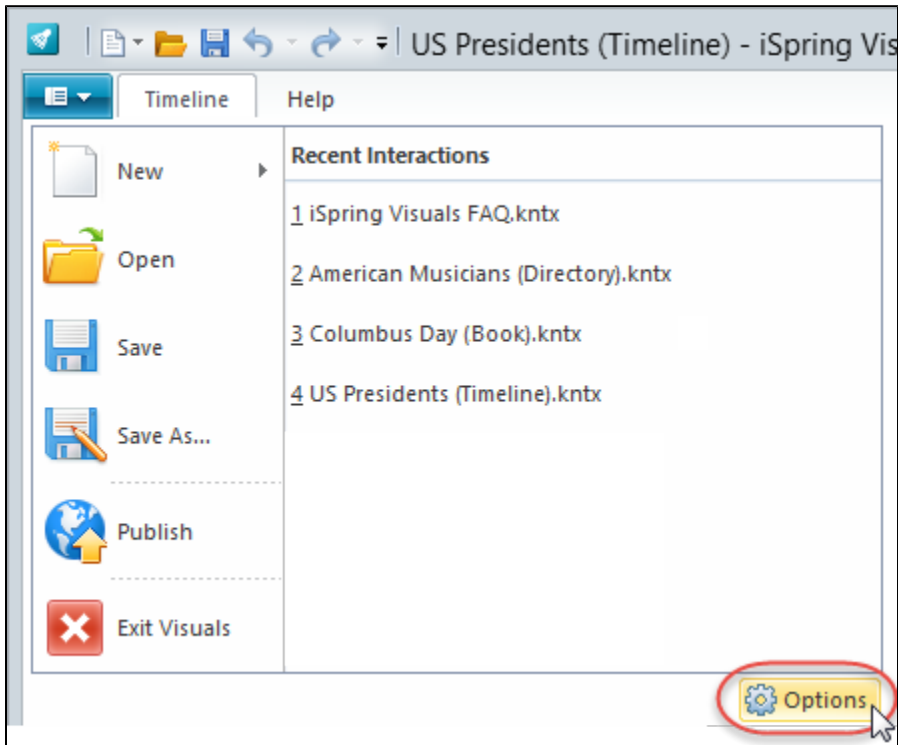 US Presidents (Timeline) - iSpring Vis
Timeline
Help
New
Open
Save
Save As...
Publish
Exit Visuals
Recent Interactions
1 iSpring Visuals FAQ.kntx
2 American Musicians (Directory).kntx
3 Columbus Day (Book).kntx
4 US Presidents (Timeline).kntx
Options